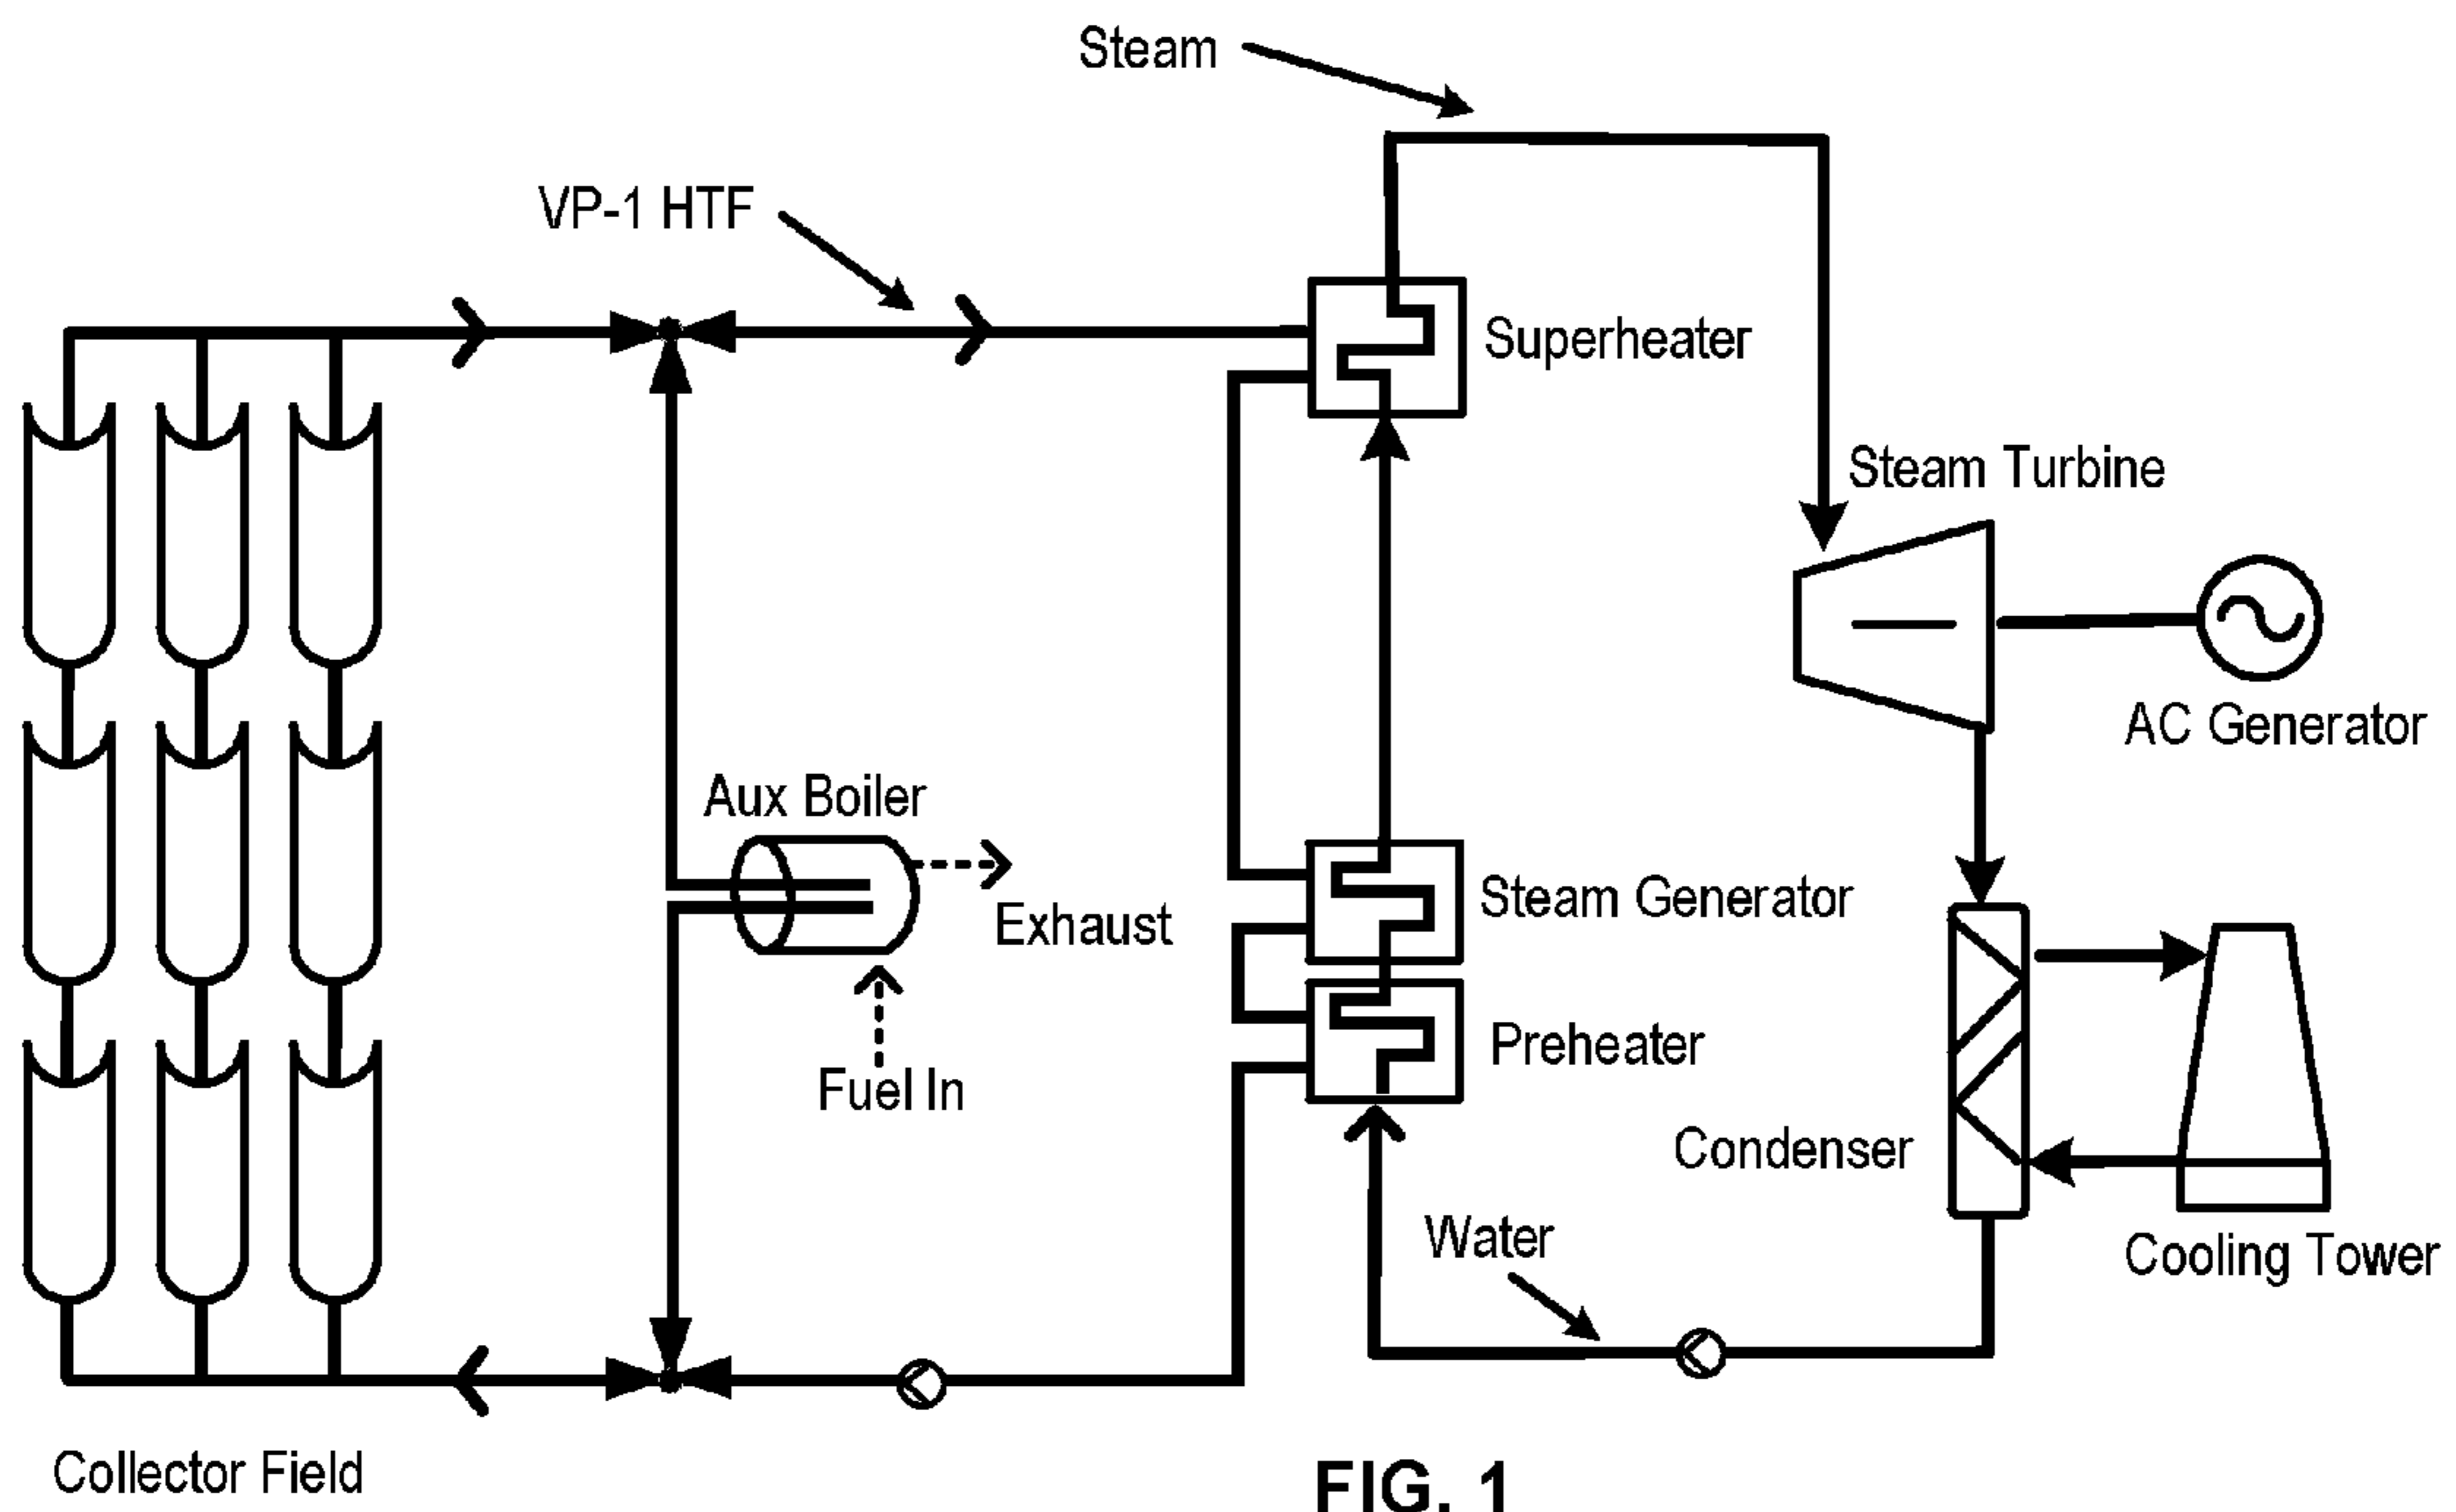 Steam
VP-1 HTF
Superheater
Steam Turbine
AC Generator
Aux Boiler
Exhaust
Steam Generator
Fuel In
Preheater
Condenser
Water
Cooling Tower
Collector Field
FIG. 1